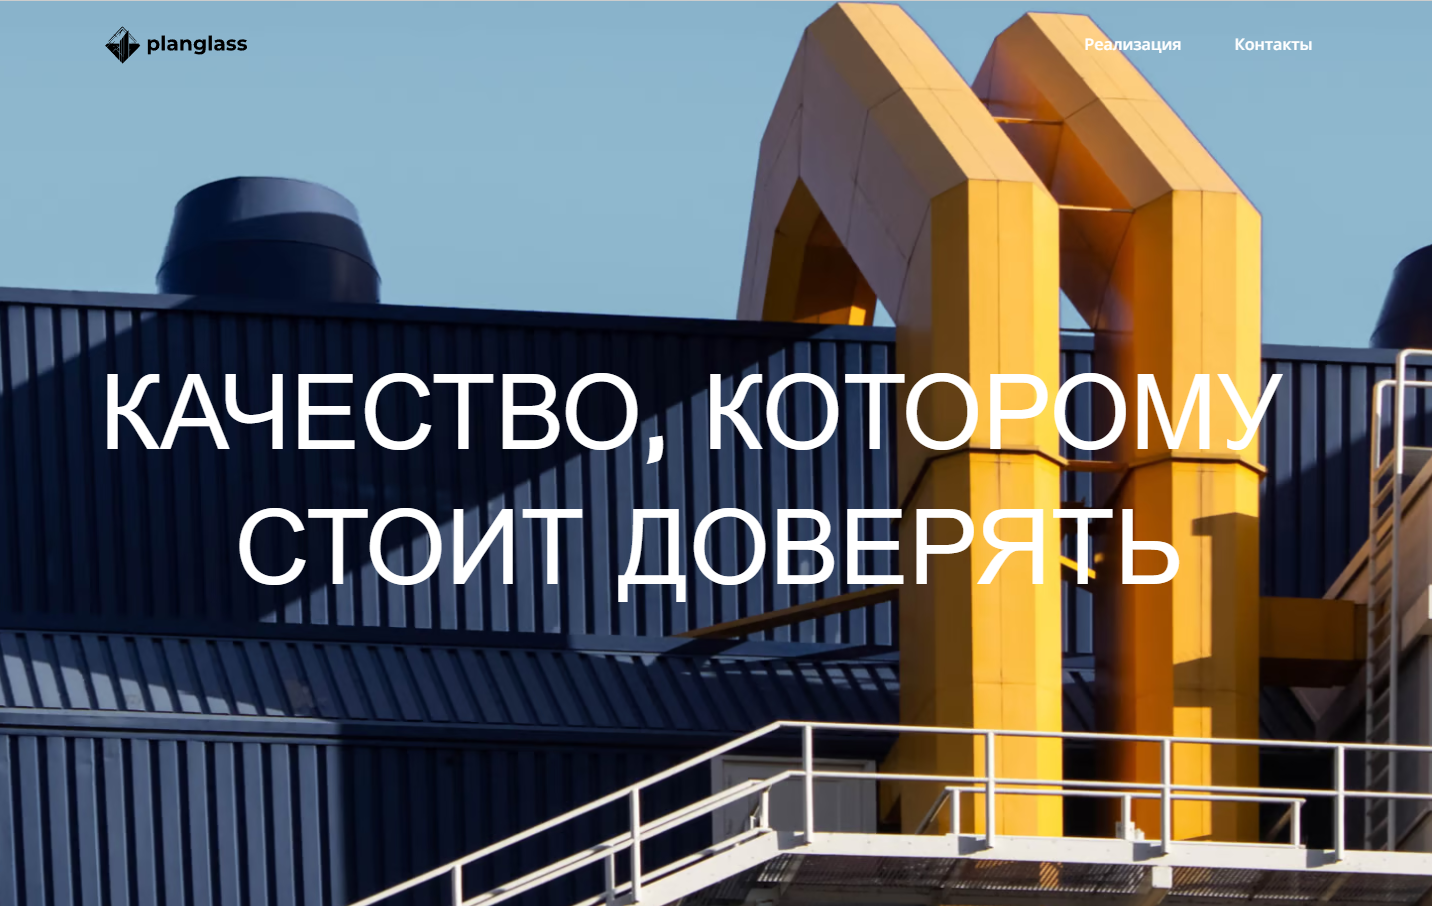 planglass
Реализация
Контакты
КАЧЕСТВО, КОТОРОМУ
СТОИТ ДОВЕРЯТЬ